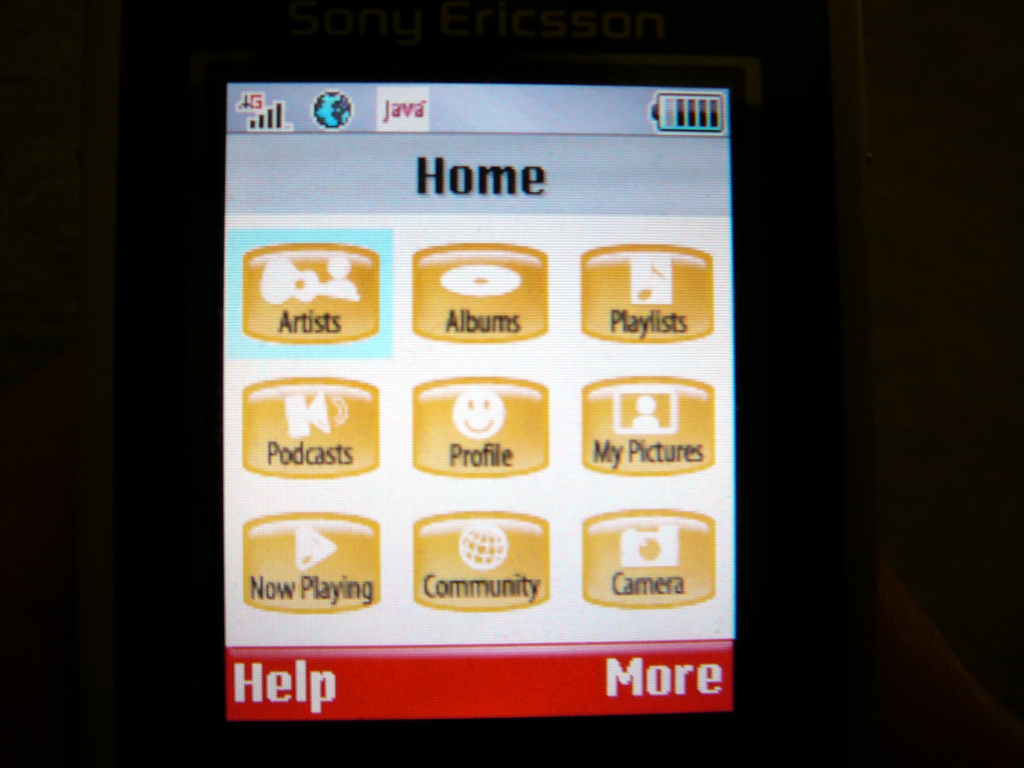 Sony Ericsson
Java
Home
Artists Albums Playlists
Podcasts Profile My Pictures
Now Playing Community Camera
Help More